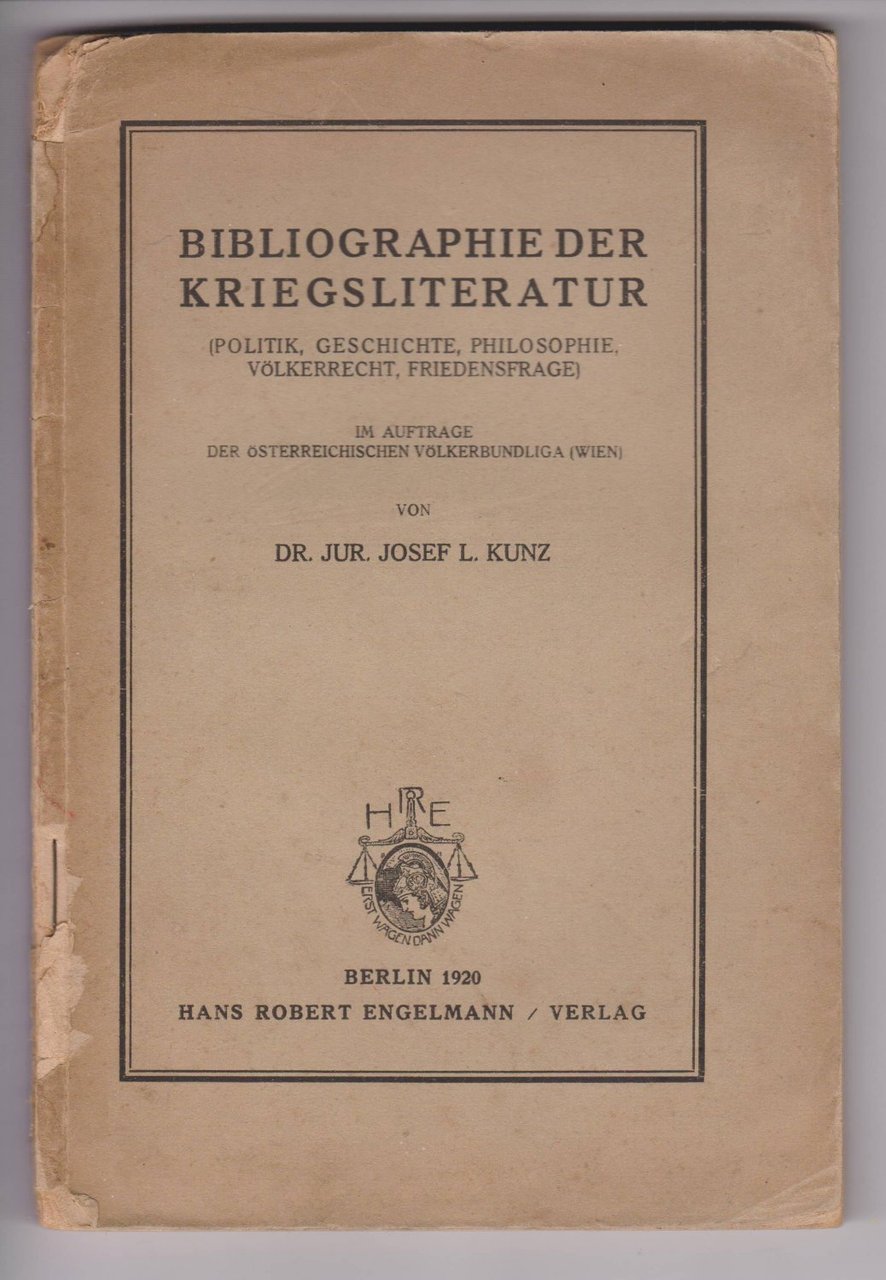 BIBLIOGRAPHIE DER
KRIEGSLITERATUR
(POLITIK, GESCHICHTE, PHILOSOPHIE,
VÖLKERRECHT, FRIEDENSFRAGE)
IM AUFTRAGE
DER ÖSTERREICHISCHEN VÖLKERBUNDLIGA (WIEN)
VON
DR. JUR. JOSEF L. KUNZ
HRE
ERST WAGEN DANN WAGEN
BERLIN 1920
HANS ROBERT ENGELMANN / VERLAG